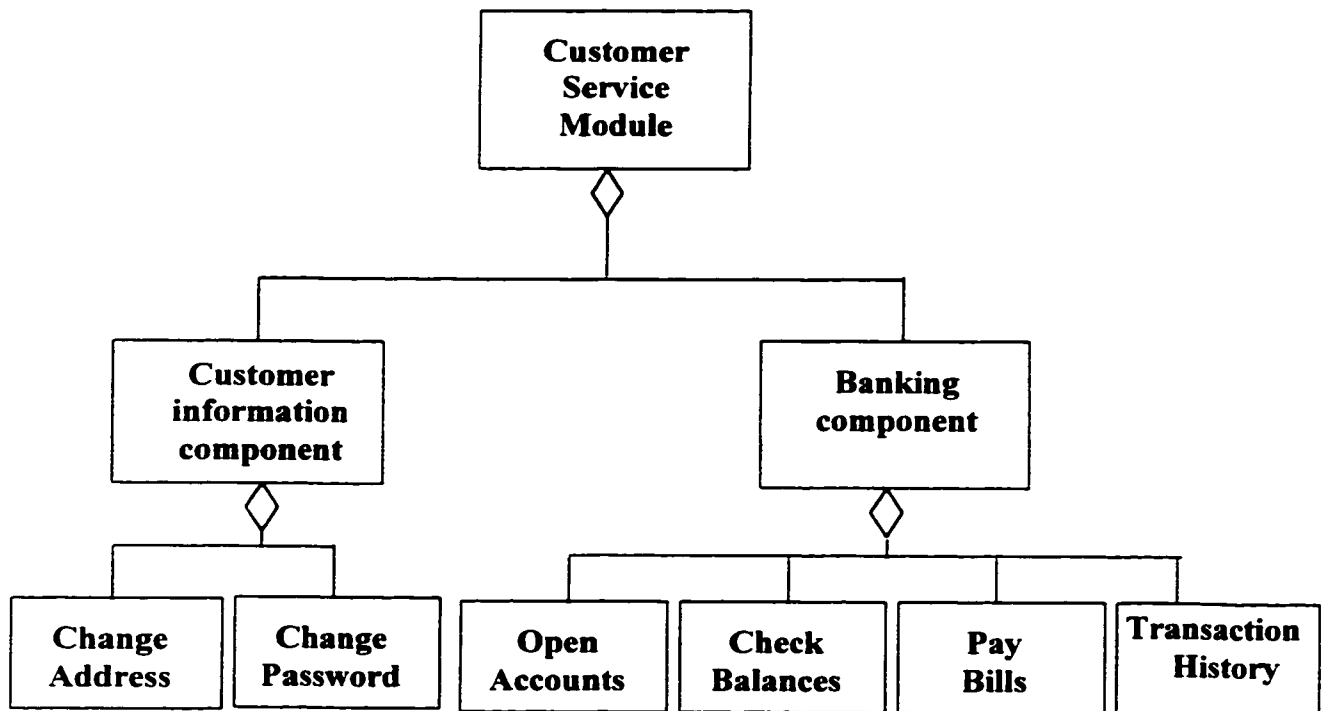 Customer
Service
Module
Customer
information
component
Banking
component
Change
Address
Change
Password
Open
Accounts
Check
Balances
Pay
Bills
Transaction
History